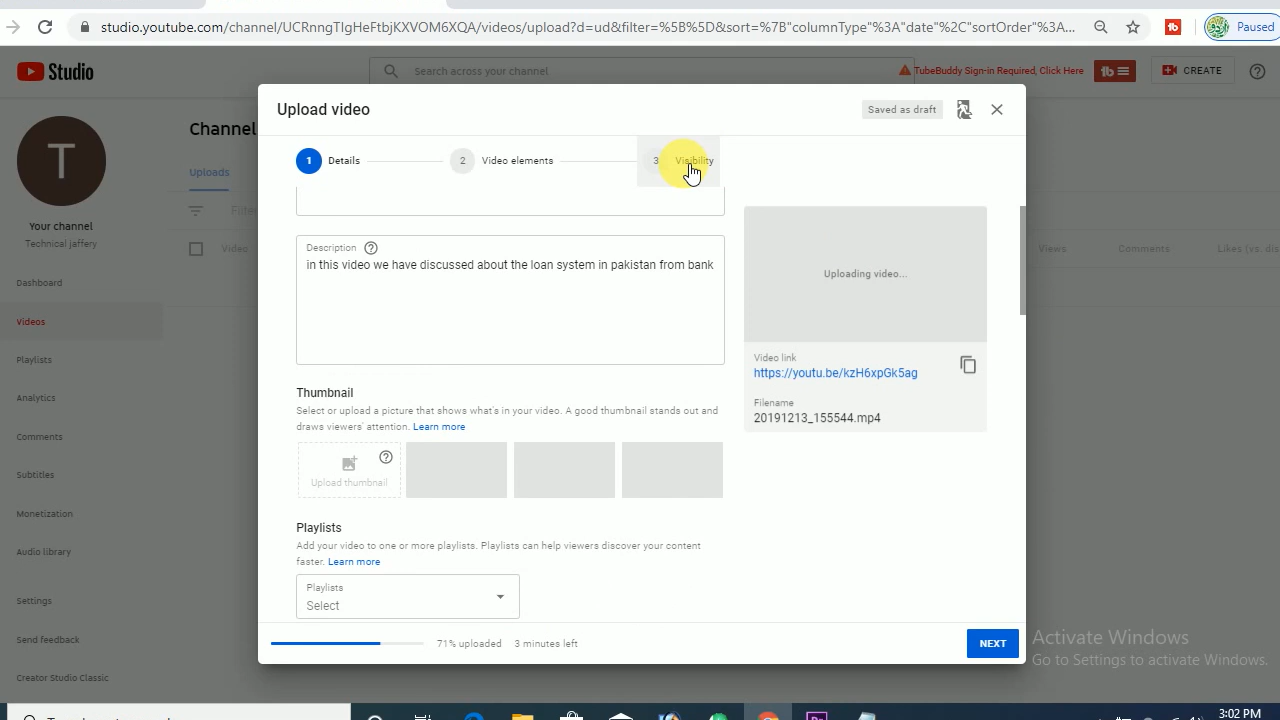 studio.youtube.com/channel/UCRnngTIgHeFtbjKXVOM6XOA/videos/upload?d=ud&filter=%5B%5D&sort=%7B"columnType"%3A"date"%2C"sortOrder"%3A...
Paused
Studio
Search across your channel
TubeBuddy Sign-in Required, Click Here
CREATE
Upload video
Saved as draft
Channel
T
1 Details
2 Video elements
3 Visibility
Uploads
Your channel
Technical jaffery
Video
Views
Comments
Description
in this video we have discussed about the loan system in pakistan from bank
Uploading video...
Video link
https://youtu.be/kzH6xpGk5ag
Filename
20191213_155544.mp4
Dashboard
Videos
Playlists
Analytics
Comments
Subtitles
Monetization
Audio library
Settings
Send feedback
Creator Studio Classic
Thumbnail
Select or upload a picture that shows what's in your video. A good thumbnail stands out and
draws viewers' attention. Learn more
Upload thumbnail
Playlists
Add your video to one or more playlists. Playlists can help viewers discover your content
faster. Learn more
Playlists
Select
71% uploaded 3 minutes left
NEXT
Activate Windows
Go to Settings to activate Windows.
3:02 PM